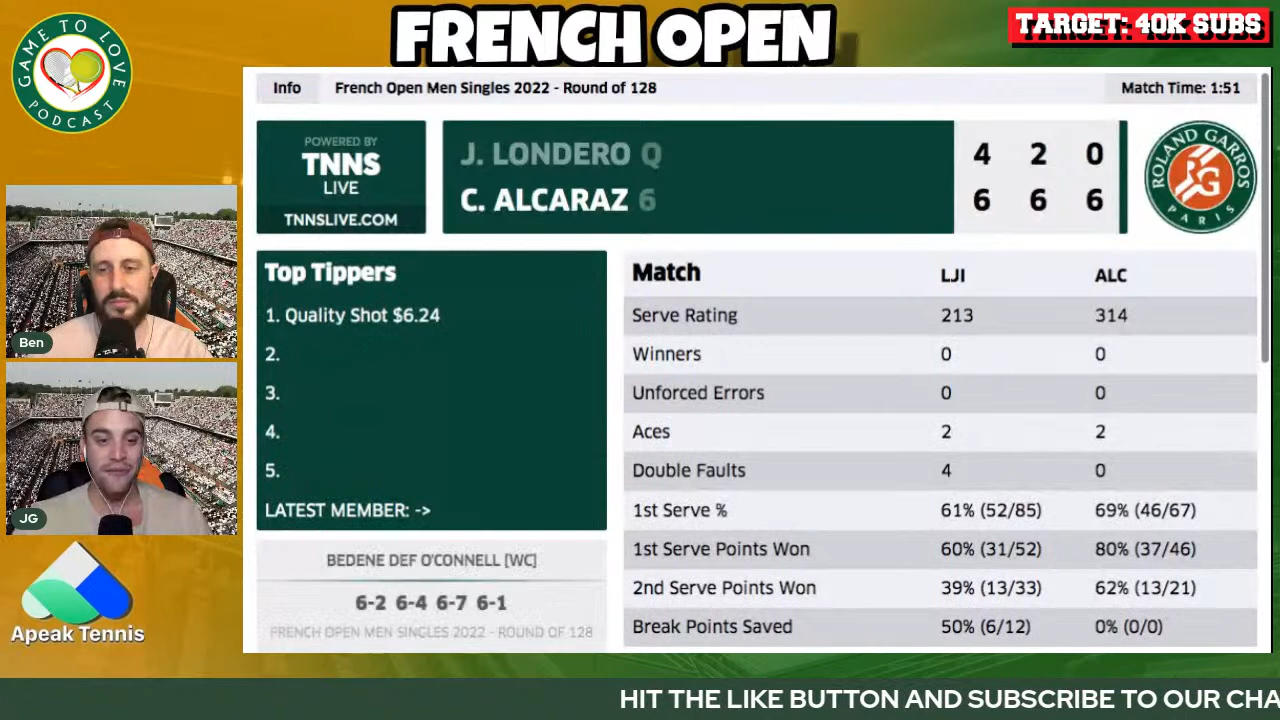 FRENCH OPEN
TARGET: 40K SUBS
GAME TO LOVE
PODCAST
Info French Open Men Singles 2022 - Round of 128 Match Time: 1:51
POWERED BY
TNNS
LIVE
TNNSLIVE.COM
J. LONDERO Q 4 2 0
C. ALCARAZ 6 6 6 6
ROLAND GARROS
RG
PARIS
Ben
JG
Apeak Tennis
Top Tippers
1. Quality Shot $6.24
2.
3.
4.
5.
LATEST MEMBER: ->
BEDENE DEF O'CONNELL [WC]
6-2 6-4 6-7 6-1
FRENCH OPEN MEN SINGLES 2022 - ROUND OF 128
Match LJI ALC
Serve Rating 213 314
Winners 0 0
Unforced Errors 0 0
Aces 2 2
Double Faults 4 0
1st Serve % 61% (52/85) 69% (46/67)
1st Serve Points Won 60% (31/52) 80% (37/46)
2nd Serve Points Won 39% (13/33) 62% (13/21)
Break Points Saved 50% (6/12) 0% (0/0)
HIT THE LIKE BUTTON AND SUBSCRIBE TO OUR CHA